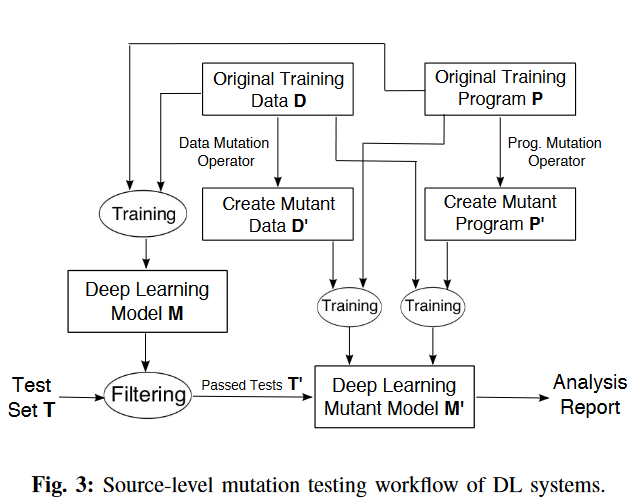 Original Training
Data D
Original Training
Program P
Data Mutation
Operator
Prog. Mutation
Operator
Training
Create Mutant
Data D'
Create Mutant
Program P'
Deep Learning
Model M
Training
Training
Test
Set T
Filtering
Passed Tests T'
Deep Learning
Mutant Model M'
Analysis
Report
Fig. 3: Source-level mutation testing workflow of DL systems.